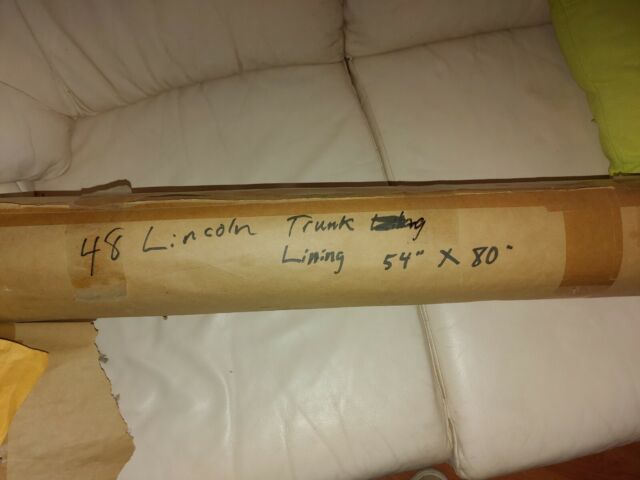 48 Lincoln Trunk
Lining 54" X 80"